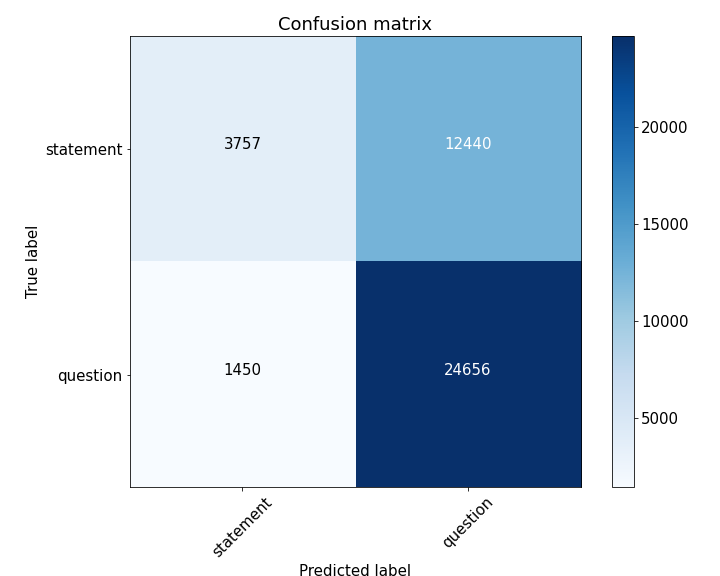 Confusion matrix
True label
statement
3757
12440
question
1450
24656
statement
question
Predicted label
20000
15000
10000
5000